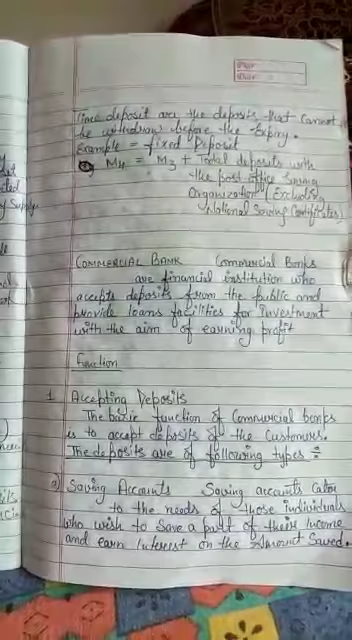 Time deposit are the deposits that cannot
be withdraw before the Expiry.
Example = fixed Deposit
M4 = M3 + Total deposits with
the post office Saving
Organization (Excluding
National Saving Certificates)
COMMERCIAL BANK Commercial Banks
are financial institution who
accepts deposits from the public and
provide loans facilities for Investment
with the aim of earning profit
Function
1. Accepting Deposits
The basic function of Commercial banks
is to accept deposits of the customers.
The deposits are of following types :-
a) Saving Accounts Saving accounts Cater
to the needs of those individuals
who wish to save a part of their Income
and earn Interest on the Amount Saved.